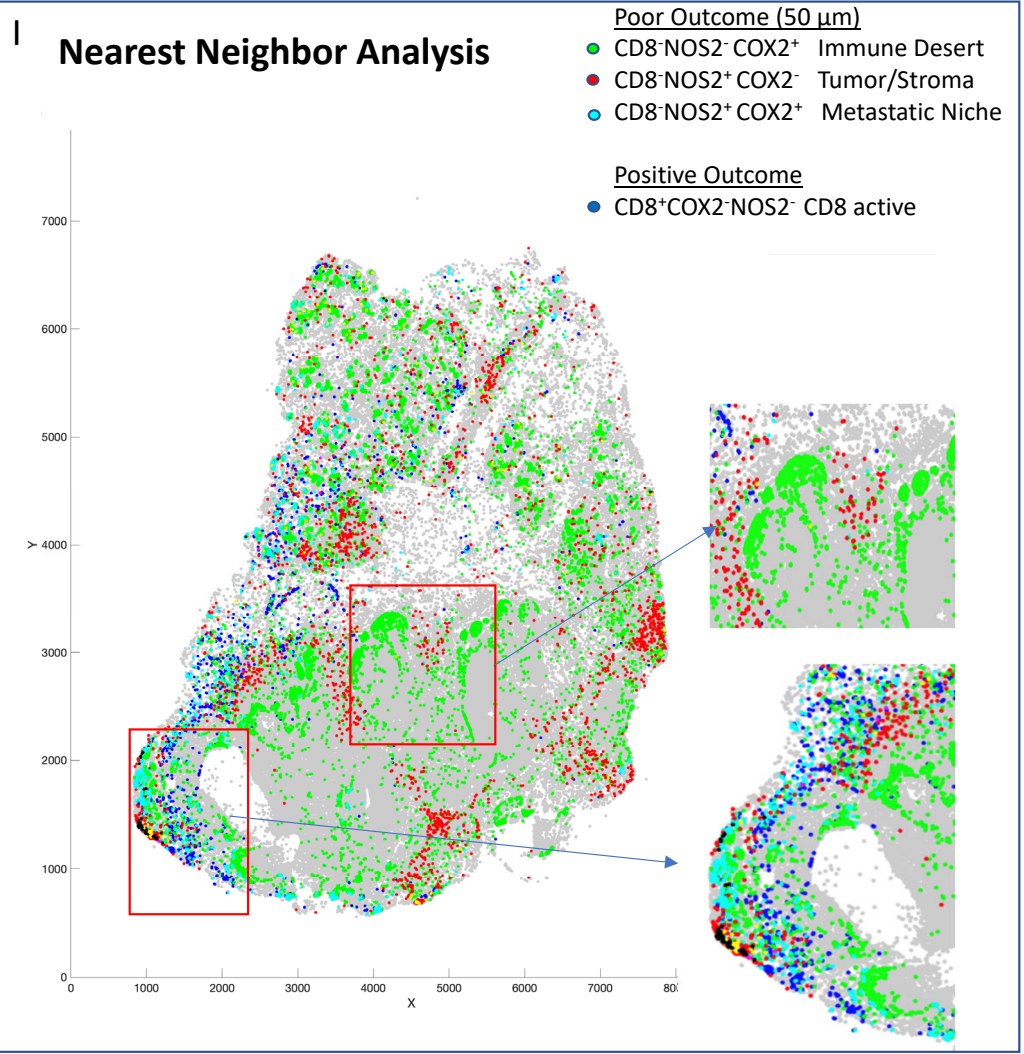 I
Nearest Neighbor Analysis
Poor Outcome (50 µm)
CD8⁻NOS2⁻ COX2⁺ Immune Desert
CD8⁻NOS2⁺ COX2⁻ Tumor/Stroma
CD8⁻NOS2⁺ COX2⁺ Metastatic Niche
Positive Outcome
CD8⁺COX2⁻NOS2⁻ CD8 active
7000
6000
5000
4000
3000
2000
1000
0
Y
0 1000 2000 3000 4000 5000 6000 7000
X